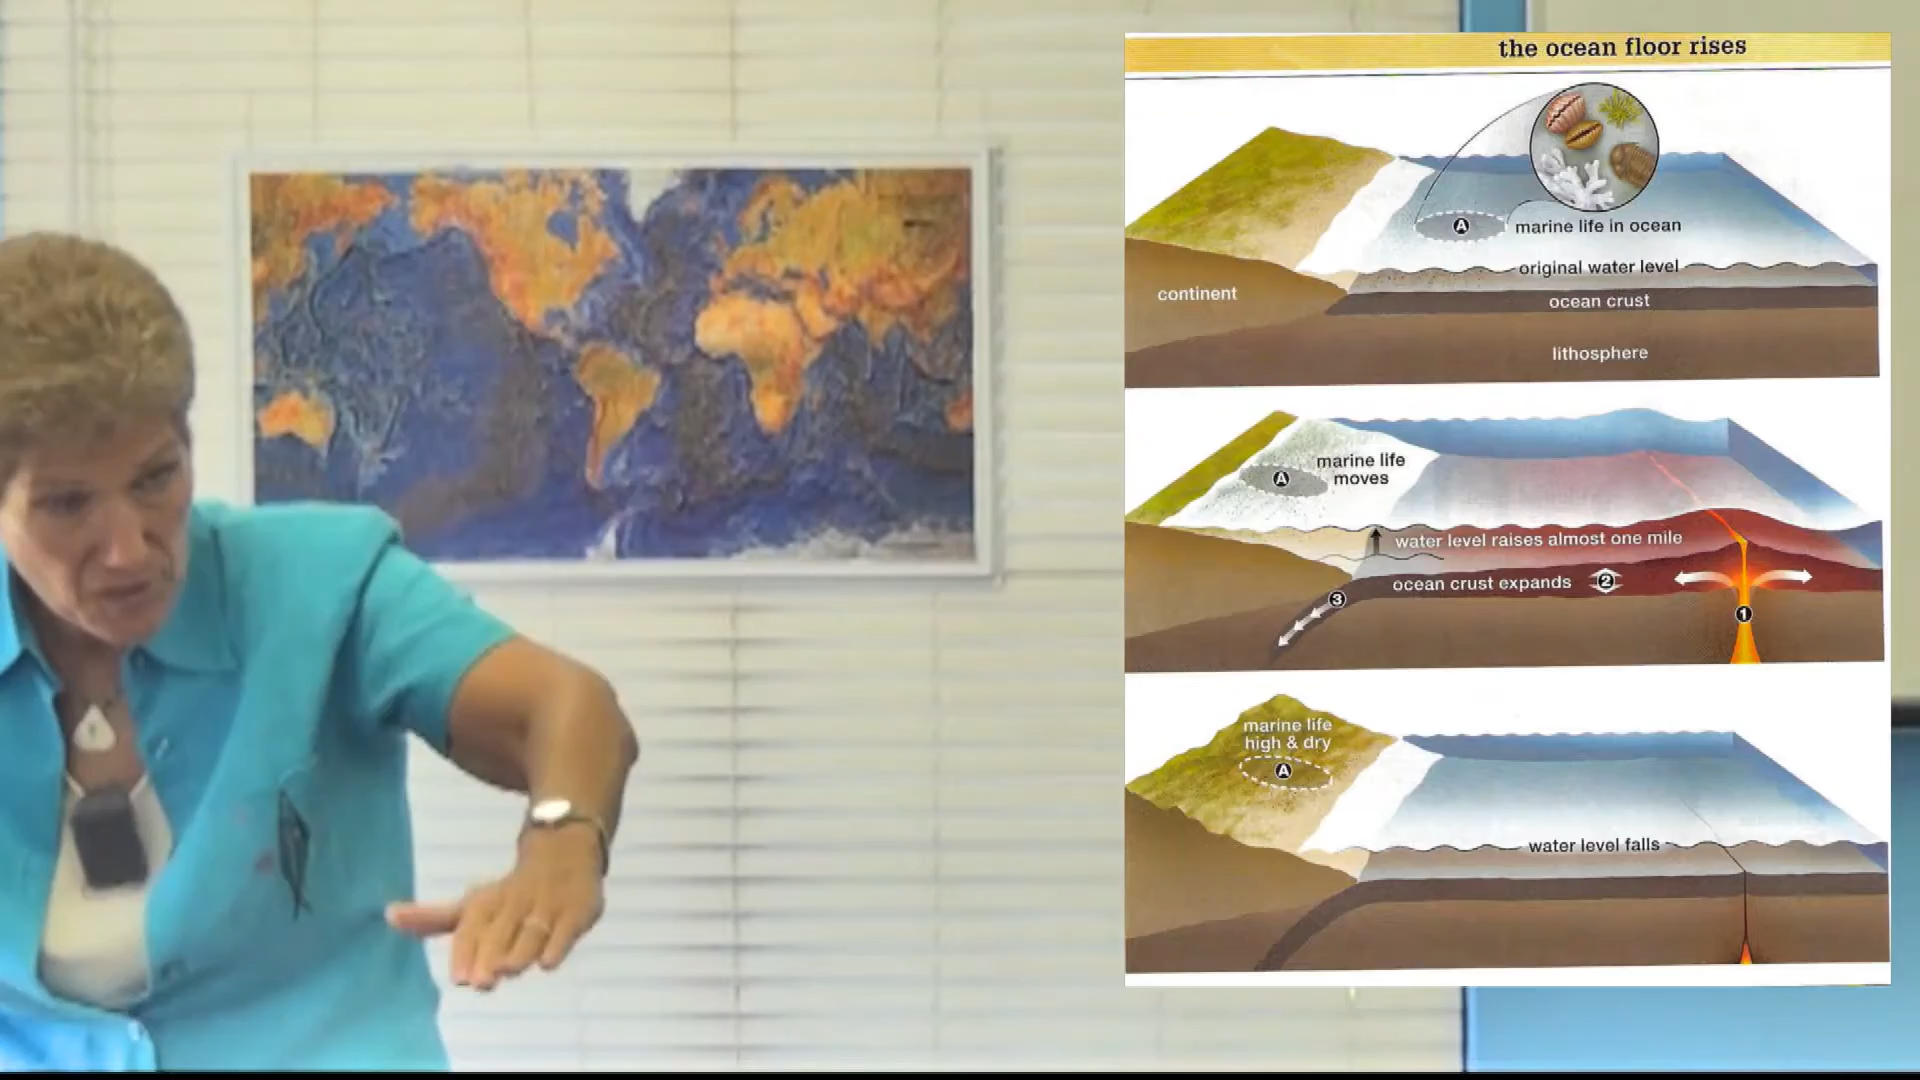 the ocean floor rises
A
marine life in ocean
original water level
continent
ocean crust
lithosphere
marine life
moves
A
water level raises almost one mile
ocean crust expands
2
3
1
marine life
high & dry
A
water level falls